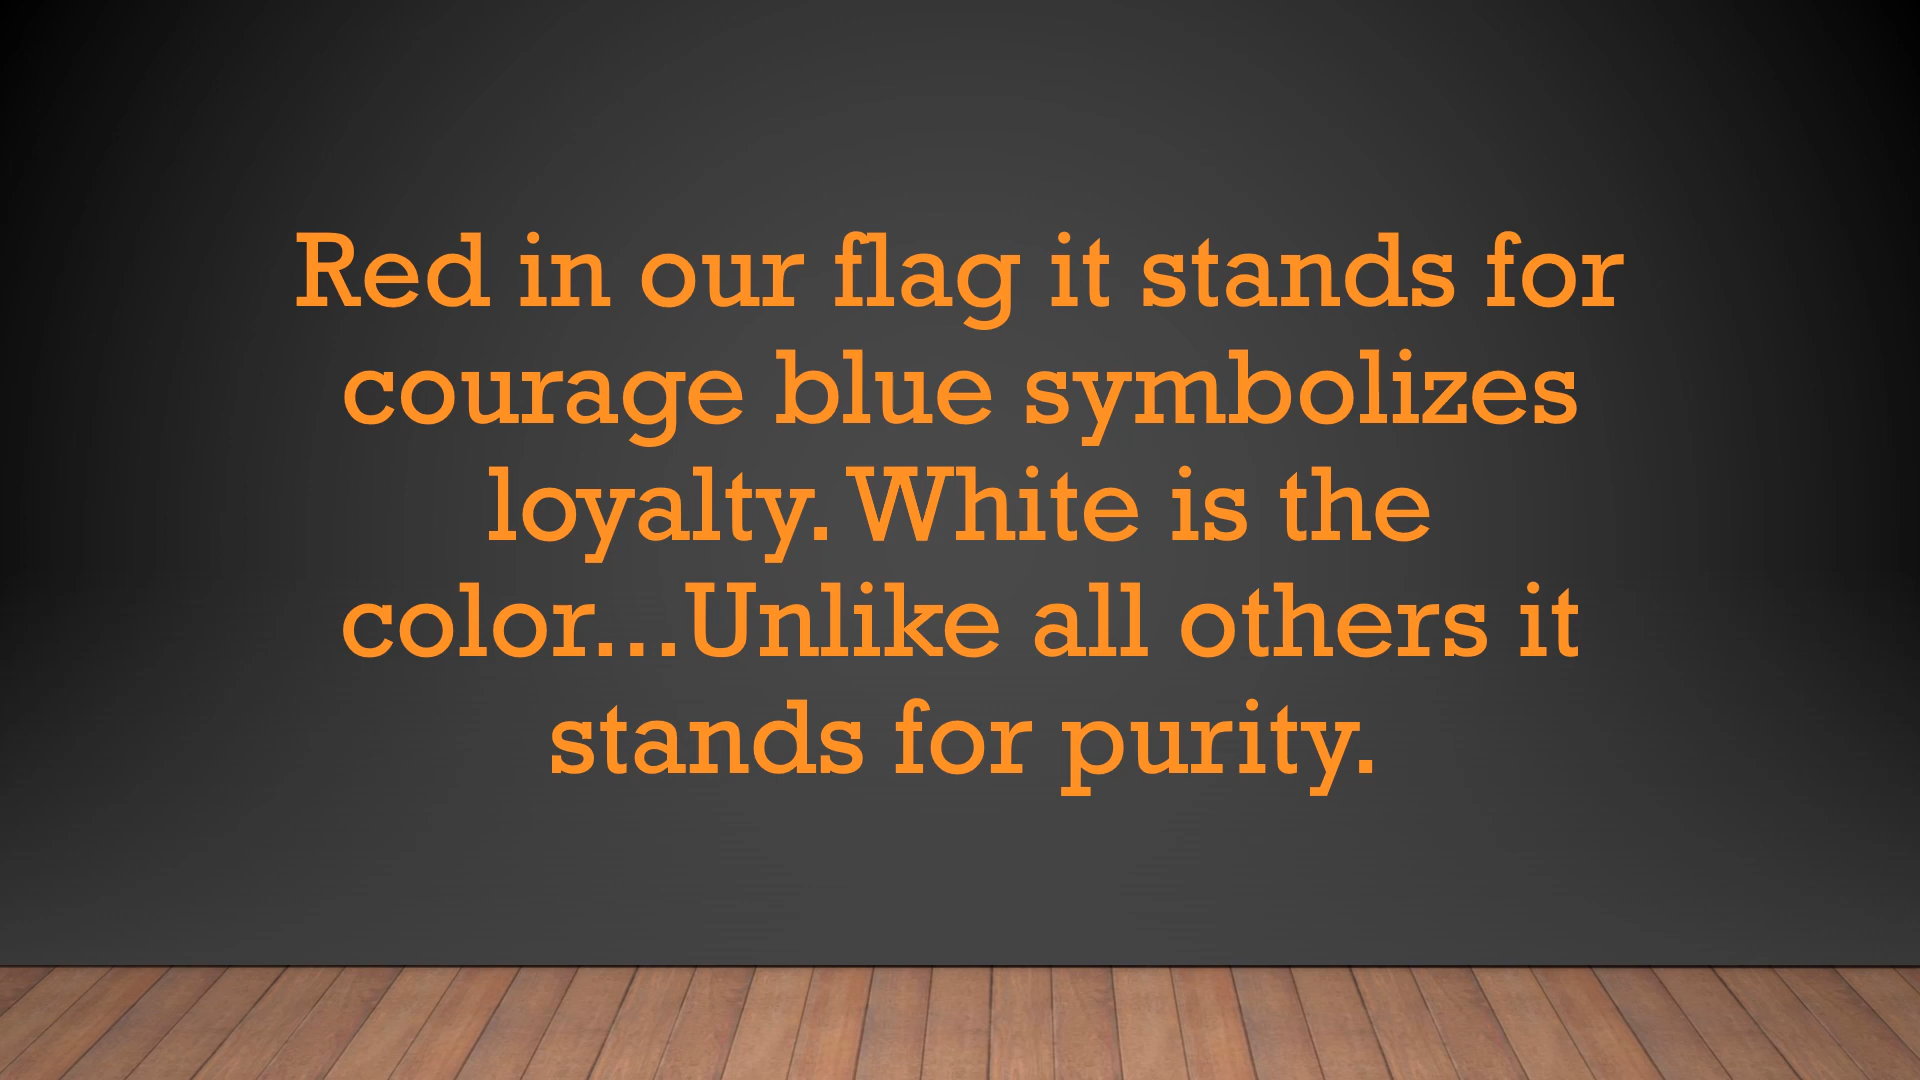 Red in our flag it stands for
courage blue symbolizes
loyalty. White is the
color...Unlike all others it
stands for purity.